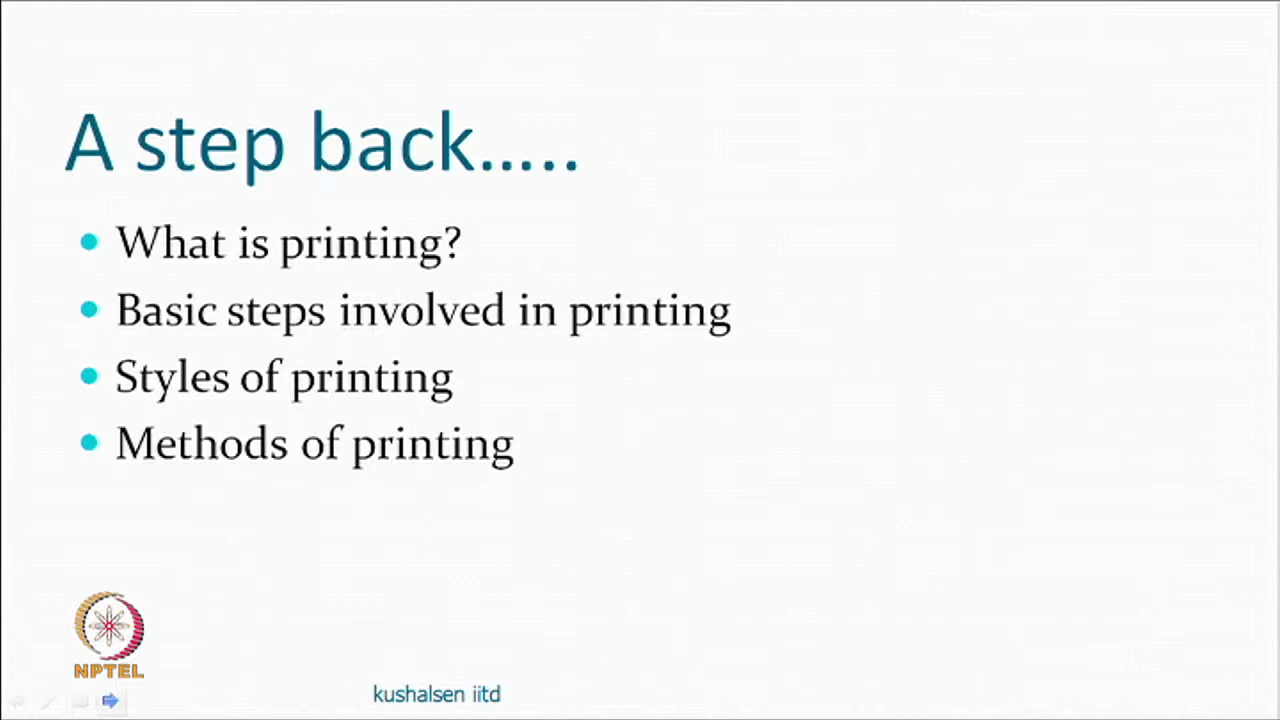 A step back.....
• What is printing?
• Basic steps involved in printing
• Styles of printing
• Methods of printing
NPTEL
kushalsen iitd